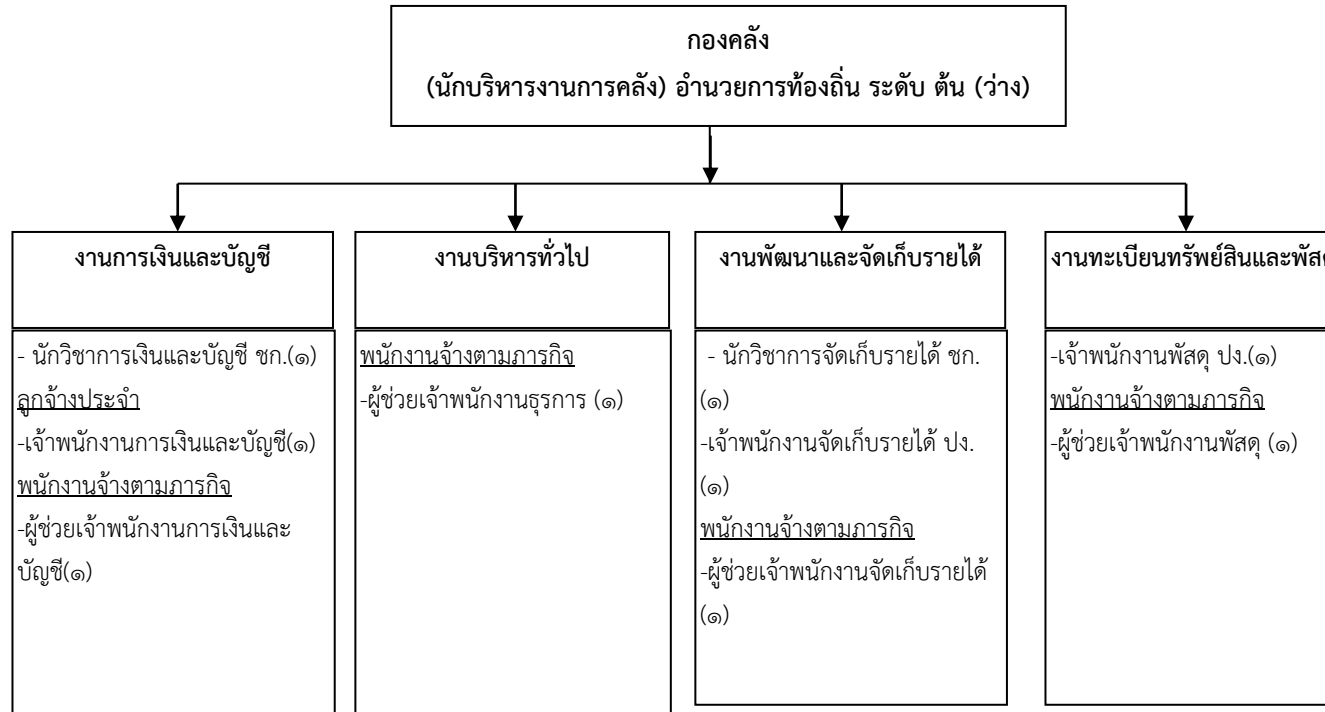 กองคลัง
(นักบริหารงานการคลัง) อำนวยการท้องถิ่น ระดับ ต้น (ว่าง)
งานการเงินและบัญชี
- นักวิชาการเงินและบัญชี ชก.(๑)
ลูกจ้างประจำ
-เจ้าพนักงานการเงินและบัญชี(๑)
พนักงานจ้างตามภารกิจ
-ผู้ช่วยเจ้าพนักงานการเงินและ
บัญชี(๑)
งานบริหารทั่วไป
พนักงานจ้างตามภารกิจ
-ผู้ช่วยเจ้าพนักงานธุรการ (๑)
งานพัฒนาและจัดเก็บรายได้
- นักวิชาการจัดเก็บรายได้ ชก.
(๑)
-เจ้าพนักงานจัดเก็บรายได้ ปง.
(๑)
พนักงานจ้างตามภารกิจ
-ผู้ช่วยเจ้าพนักงานจัดเก็บรายได้
(๑)
งานทะเบียนทรัพย์สินและพัสดุ
-เจ้าพนักงานพัสดุ ปง.(๑)
พนักงานจ้างตามภารกิจ
-ผู้ช่วยเจ้าพนักงานพัสดุ (๑)